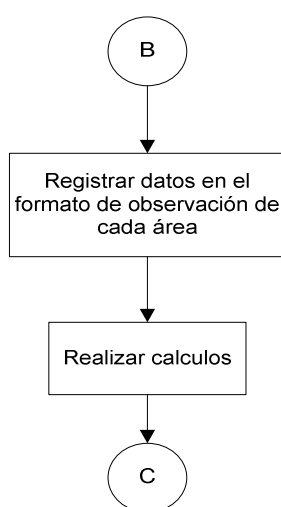 B
Registrar datos en el
formato de observación de
cada área
Realizar calculos
C